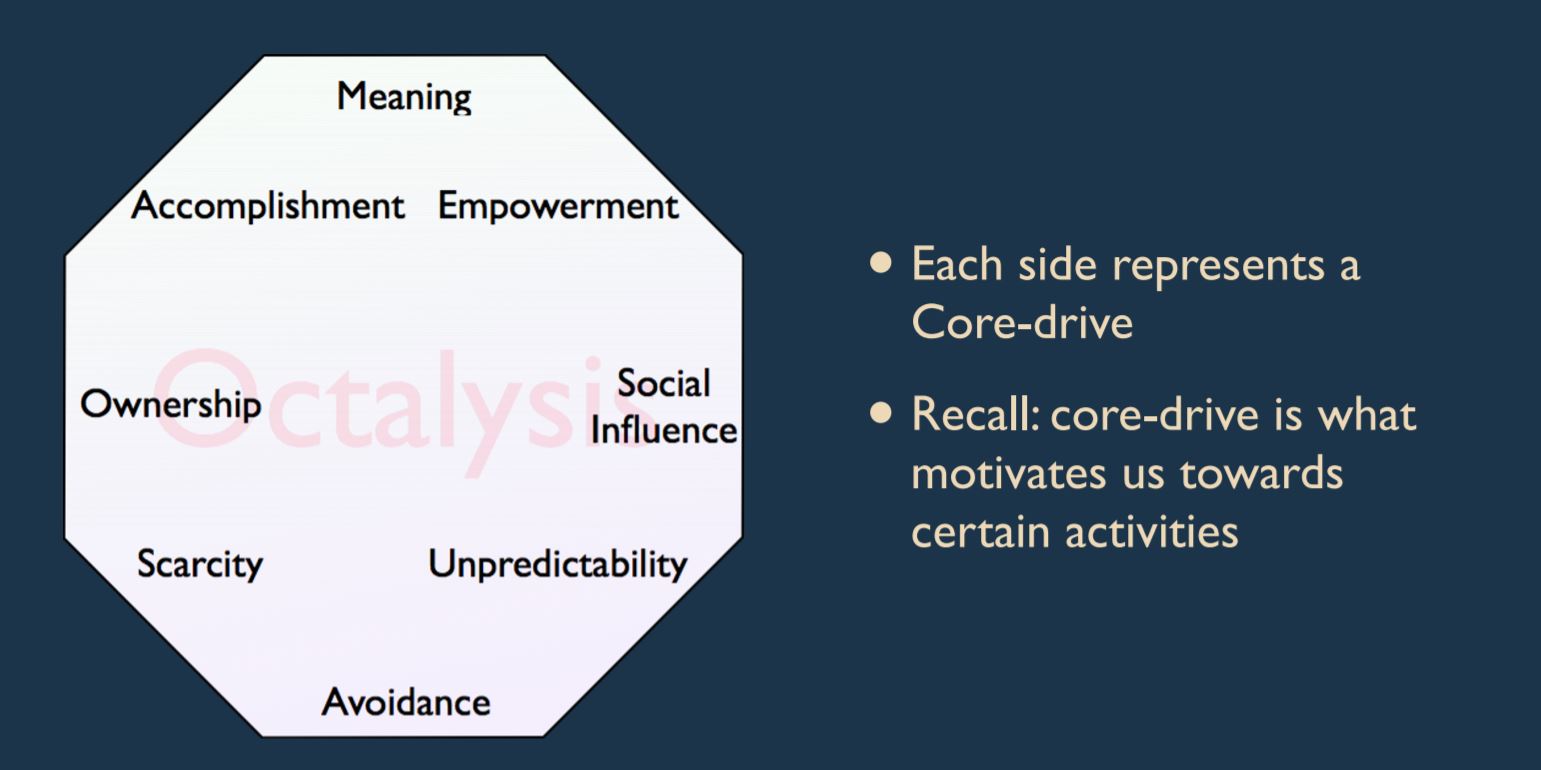 Meaning
Accomplishment Empowerment
Octalysis
Ownership
Social
Influence
Scarcity Unpredictability
Avoidance
• Each side represents a
Core-drive
• Recall: core-drive is what
motivates us towards
certain activities